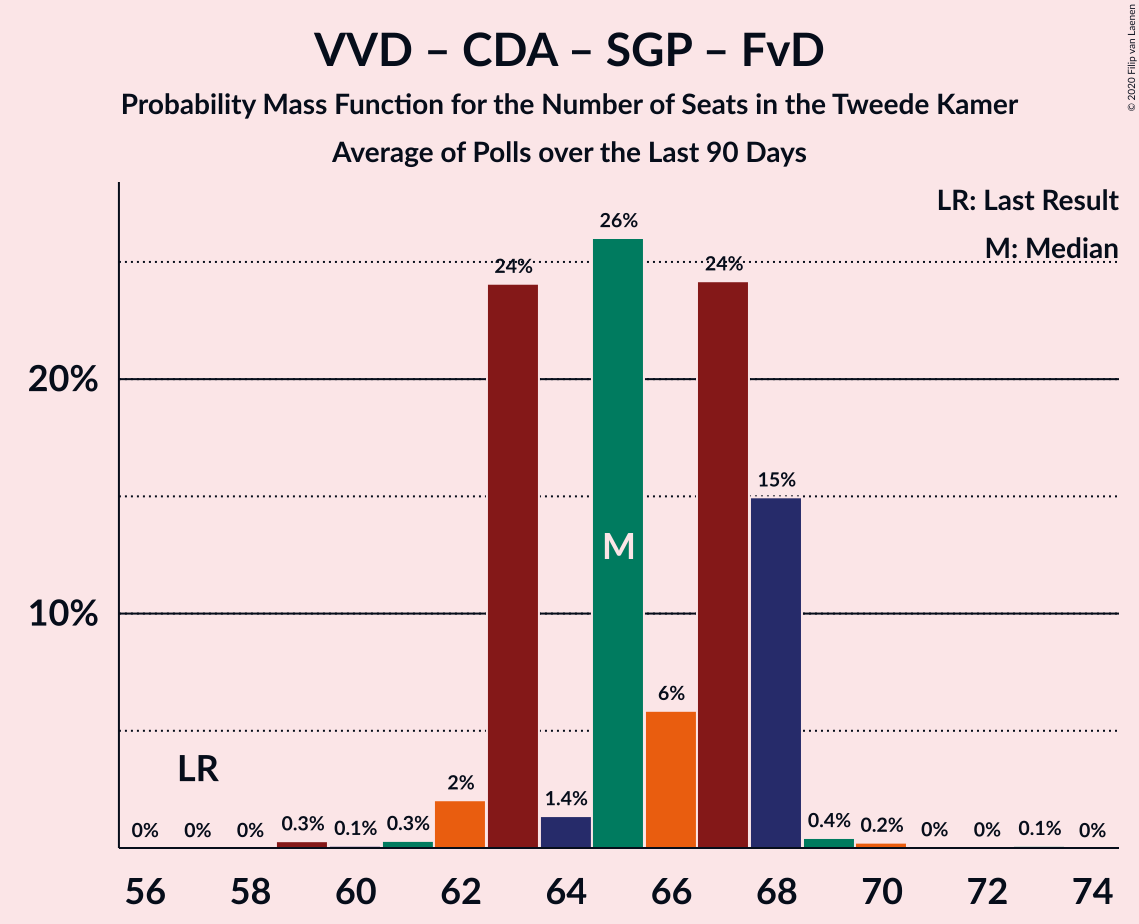 VVD – CDA – SGP – FvD
Probability Mass Function for the Number of Seats in the Tweede Kamer
Average of Polls over the Last 90 Days
© 2020 Filip van Laenen
LR: Last Result
M: Median
20%
10%
0%
0%
0%
0.3%
0.1%
0.3%
2%
24%
1.4%
26%
6%
24%
15%
0.4%
0.2%
0%
0%
0.1%
0%
LR
M
56 58 60 62 64 66 68 70 72 74